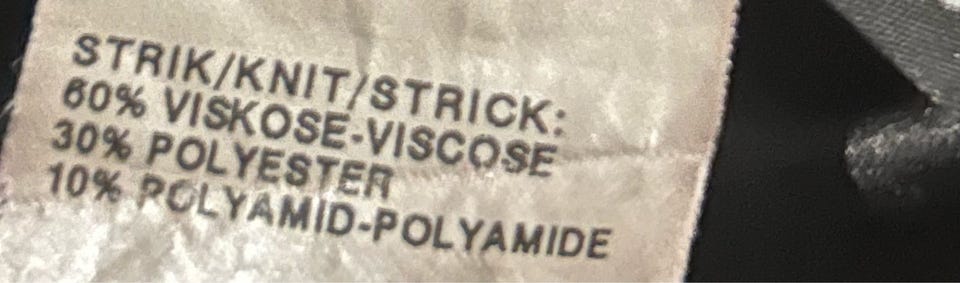 STRIK/KNIT/STRICK:
60% VISKOSE-VISCOSE
30% POLYESTER
10% POLYAMID-POLYAMIDE